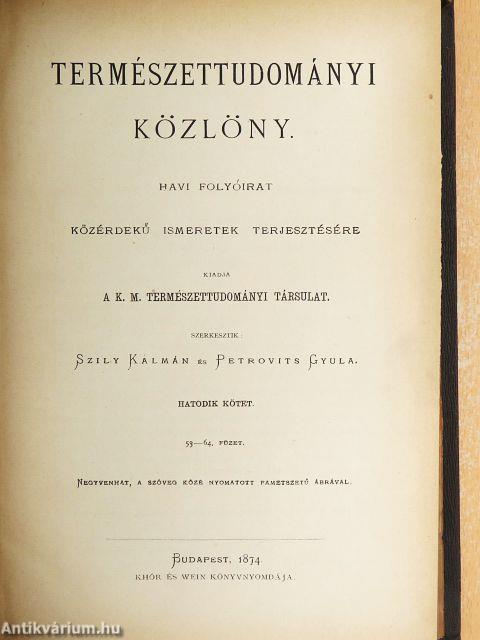 TERMÉSZETTUDOMÁNYI
KÖZLÖNY.
HAVI FOLYÓIRAT
KÖZÉRDEKŰ ISMERETEK TERJESZTÉSÉRE
KIADJA
A K. M. TERMÉSZETTUDOMÁNYI TÁRSULAT.
SZERKESZTIK:
SZILY KÁLMÁN ÉS PETROVITS GYULA.
HATODIK KÖTET.
53—64. FÜZET.
NEGYVENHÁT, A SZÖVEG KÖZÉ NYOMATOTT FAMETSZETŰ ÁBRÁVAL.
BUDAPEST, 1874.
KHÓR ÉS WEIN KÖNYVNYOMDÁJA.
Antikvárium.hu